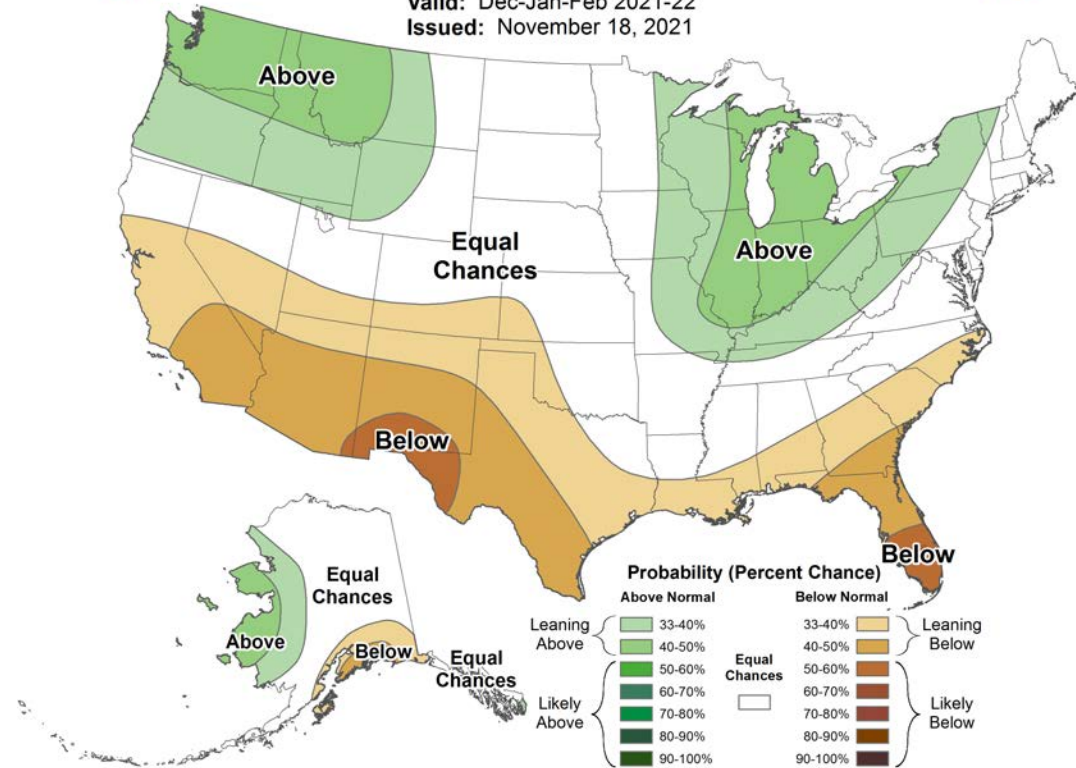 Valid: Dec-Jan-Feb 2021-22
Issued: November 18, 2021
Above
Equal
Chances
Above
Below
Below
Equal
Chances
Above
Below
Equal
Chances
Probability (Percent Chance)
Above Normal
Below Normal
Leaning
Above
33-40%
40-50%
Likely
Above
50-60%
60-70%
70-80%
80-90%
90-100%
Equal
Chances
33-40%
40-50%
Leaning
Below
50-60%
60-70%
70-80%
80-90%
90-100%
Likely
Below